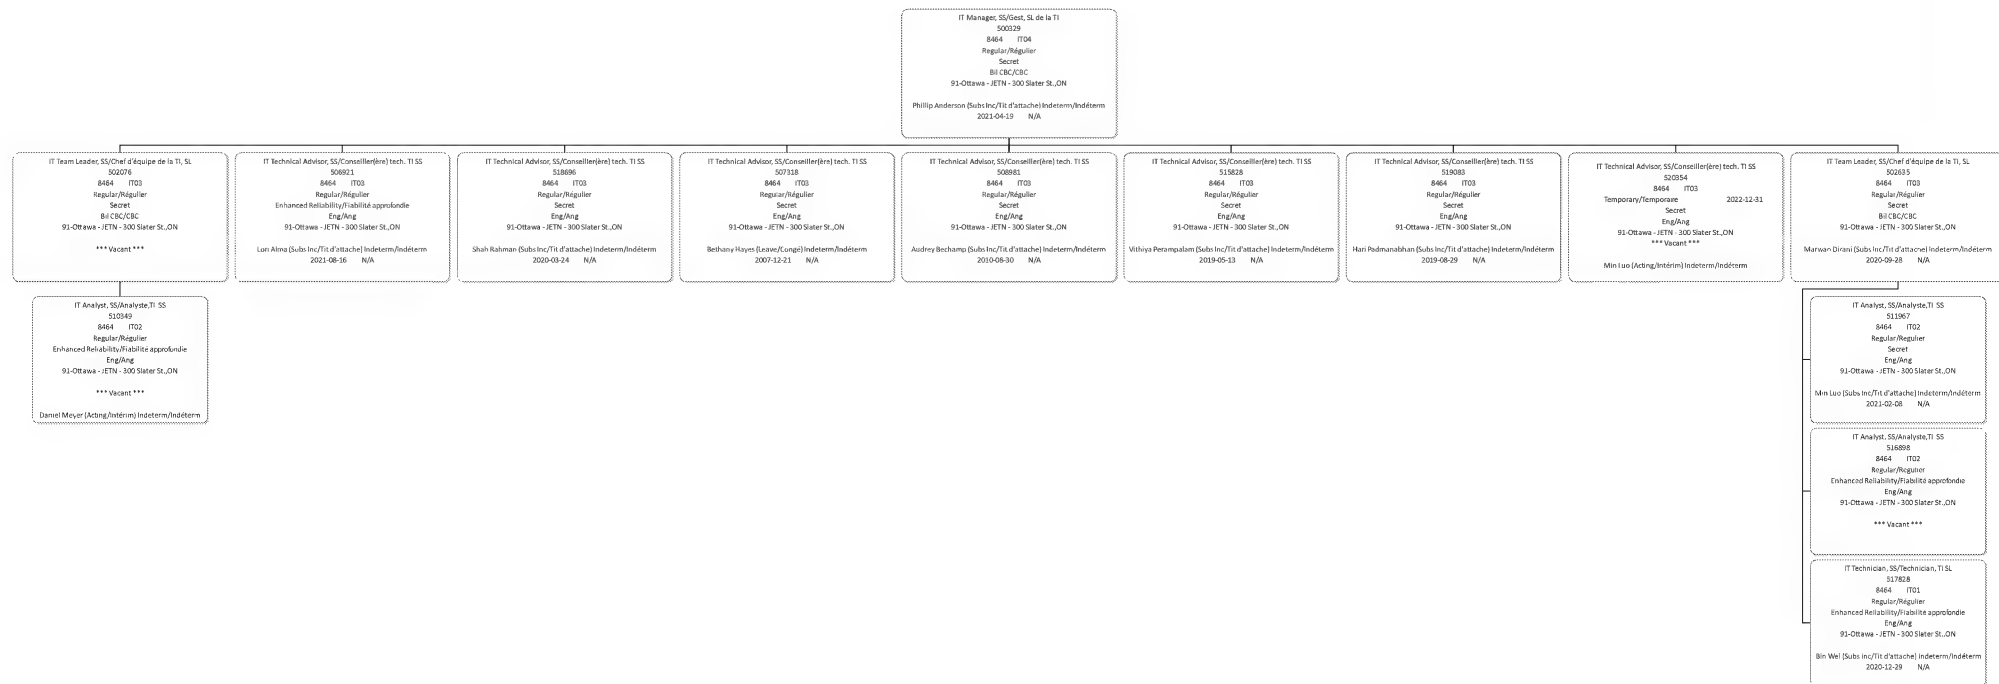 IT Manager, SS/Gest, SL de la TI
500329
8464 IT04
Regular/Régulier
Secret
Bil CBC/CBC
91-Ottawa - JETN - 300 Slater St.,ON
Phillip Anderson (Subs Inc/Tit d'attache) Indeterm/Indéterm
2021-04-19 N/A
IT Team Leader, SS/Chef d'équipe de la TI, SL
502076
8464 IT03
Regular/Régulier
Secret
Bil CBC/CBC
91-Ottawa - JETN - 300 Slater St.,ON
*** Vacant ***
IT Technical Advisor, SS/Conseiller(ère) tech. TI SS
506921
8464 IT03
Regular/Régulier
Enhanced Reliability/Fiabilité approfondie
Eng/Ang
91-Ottawa - JETN - 300 Slater St.,ON
Lori Alma (Subs Inc/Tit d'attache) Indeterm/Indéterm
2021-08-16 N/A
IT Technical Advisor, SS/Conseiller(ère) tech. TI SS
518696
8464 IT03
Regular/Régulier
Secret
Eng/Ang
91-Ottawa - JETN - 300 Slater St.,ON
Shah Rahman (Subs Inc/Tit d'attache) Indeterm/Indéterm
2020-03-24 N/A
IT Technical Advisor, SS/Conseiller(ère) tech. TI SS
507318
8464 IT03
Regular/Régulier
Secret
Eng/Ang
91-Ottawa - JETN - 300 Slater St.,ON
Bethany Hayes (Leave/Congé) Indeterm/Indéterm
2007-12-21 N/A
IT Technical Advisor, SS/Conseiller(ère) tech. TI SS
508981
8464 IT03
Regular/Régulier
Secret
Eng/Ang
91-Ottawa - JETN - 300 Slater St.,ON
Audrey Bechamp (Subs Inc/Tit d'attache) Indeterm/Indéterm
2010-08-30 N/A
IT Technical Advisor, SS/Conseiller(ère) tech. TI SS
515828
8464 IT03
Regular/Régulier
Secret
Eng/Ang
91-Ottawa - JETN - 300 Slater St.,ON
Vithiya Perampalam (Subs Inc/Tit d'attache) Indeterm/Indéterm
2019-05-13 N/A
IT Technical Advisor, SS/Conseiller(ère) tech. TI SS
519083
8464 IT03
Regular/Régulier
Secret
Eng/Ang
91-Ottawa - JETN - 300 Slater St.,ON
Hari Padmanabhan (Subs Inc/Tit d'attache) Indeterm/Indéterm
2019-08-29 N/A
IT Technical Advisor, SS/Conseiller(ère) tech. TI SS
520354
8464 IT03
Temporary/Temporaire 2022-12-31
Secret
Eng/Ang
91-Ottawa - JETN - 300 Slater St.,ON
*** Vacant ***
Min Luo (Acting/Intérim) Indeterm/Indéterm
IT Team Leader, SS/Chef d'équipe de la TI, SL
502635
8464 IT03
Regular/Régulier
Secret
Bil CBC/CBC
91-Ottawa - JETN - 300 Slater St.,ON
Marwan Dirani (Subs Inc/Tit d'attache) Indeterm/Indéterm
2020-09-28 N/A
IT Analyst, SS/Analyste,TI SS
510349
8464 IT02
Regular/Régulier
Enhanced Reliability/Fiabilité approfondie
Eng/Ang
91-Ottawa - JETN - 300 Slater St.,ON
*** Vacant ***
Daniel Meyer (Acting/Intérim) Indeterm/Indéterm
IT Analyst, SS/Analyste,TI SS
511967
8464 IT02
Regular/Régulier
Secret
Eng/Ang
91-Ottawa - JETN - 300 Slater St.,ON
Min Luo (Subs Inc/Tit d'attache) Indeterm/Indéterm
2021-02-08 N/A
IT Analyst, SS/Analyste,TI SS
516898
8464 IT02
Regular/Régulier
Enhanced Reliability/Fiabilité approfondie
Eng/Ang
91-Ottawa - JETN - 300 Slater St.,ON
*** Vacant ***
IT Technician, SS/Technician, TI SL
517828
8464 IT01
Regular/Régulier
Enhanced Reliability/Fiabilité approfondie
Eng/Ang
91-Ottawa - JETN - 300 Slater St.,ON
Bin Wei (Subs Inc/Tit d'attache) Indeterm/Indéterm
2020-12-29 N/A